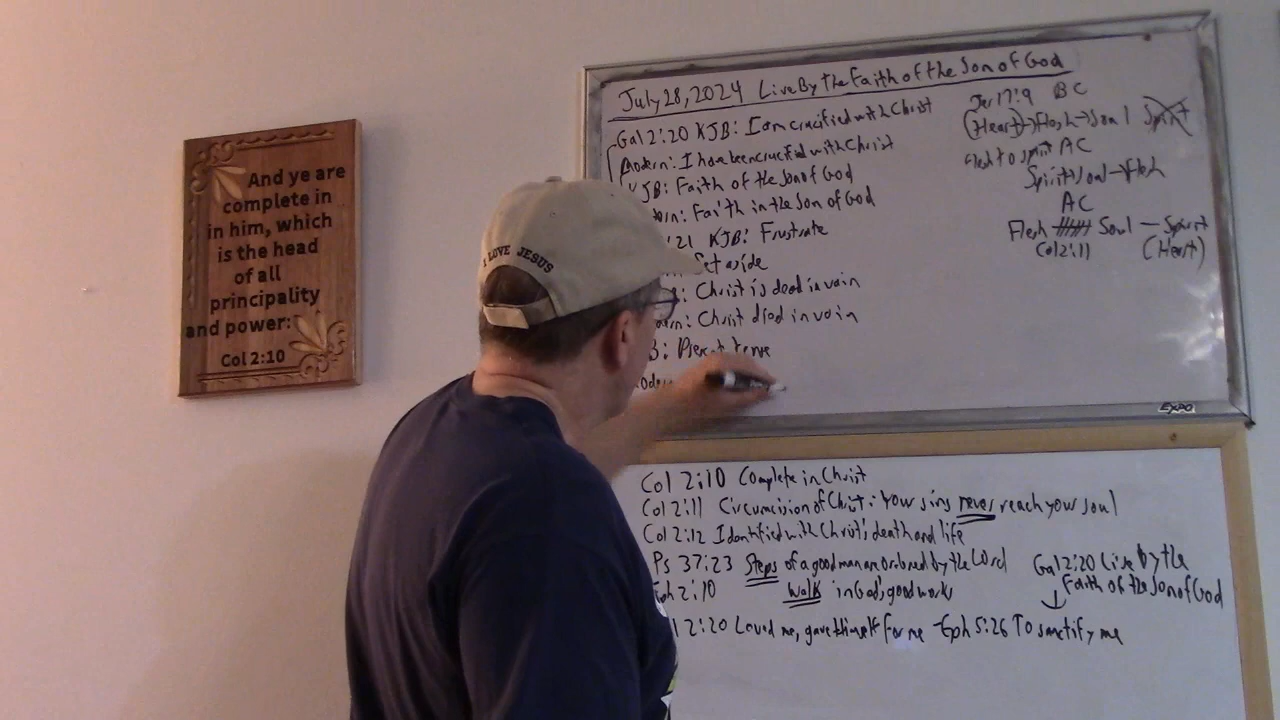 And ye are
complete in
in him, which
is the head
of all
principality
and power:
Col 2:10
I LOVE JESUS
July 28, 2024 Live By The Faith of the Son of God
Gal 2:20 KJB: I am crucified with Christ
Modern: I have been crucified with Christ
KJB: Faith of the Son of God
Faith in the Son of God
:21 KJB: Frustrate
Set aside
: Christ is dead in vain
: Christ died in vain
B:
Jer 17:9 BC
(Heart)→Flesh→Soul Spirit
Flesh to spirit AC
Spirit→Soul→Flesh
AC
Flesh Soul — Spirit
Col 2:11 (Heart)
EXPO
Col 2:10 Complete in Christ
Col 2:11 Circumcision of Christ: Your sins never reach your soul
Col 2:12 Identified with Christ's death and life
Ps 37:23 Steps of a good man are ordered by the Lord
Eph 2:10 walk in God's good works
2:20 Loved me, gave himself for me - Eph 5:26 To sanctify me
Gal 2:20 Live by the
Faith of the Son of God